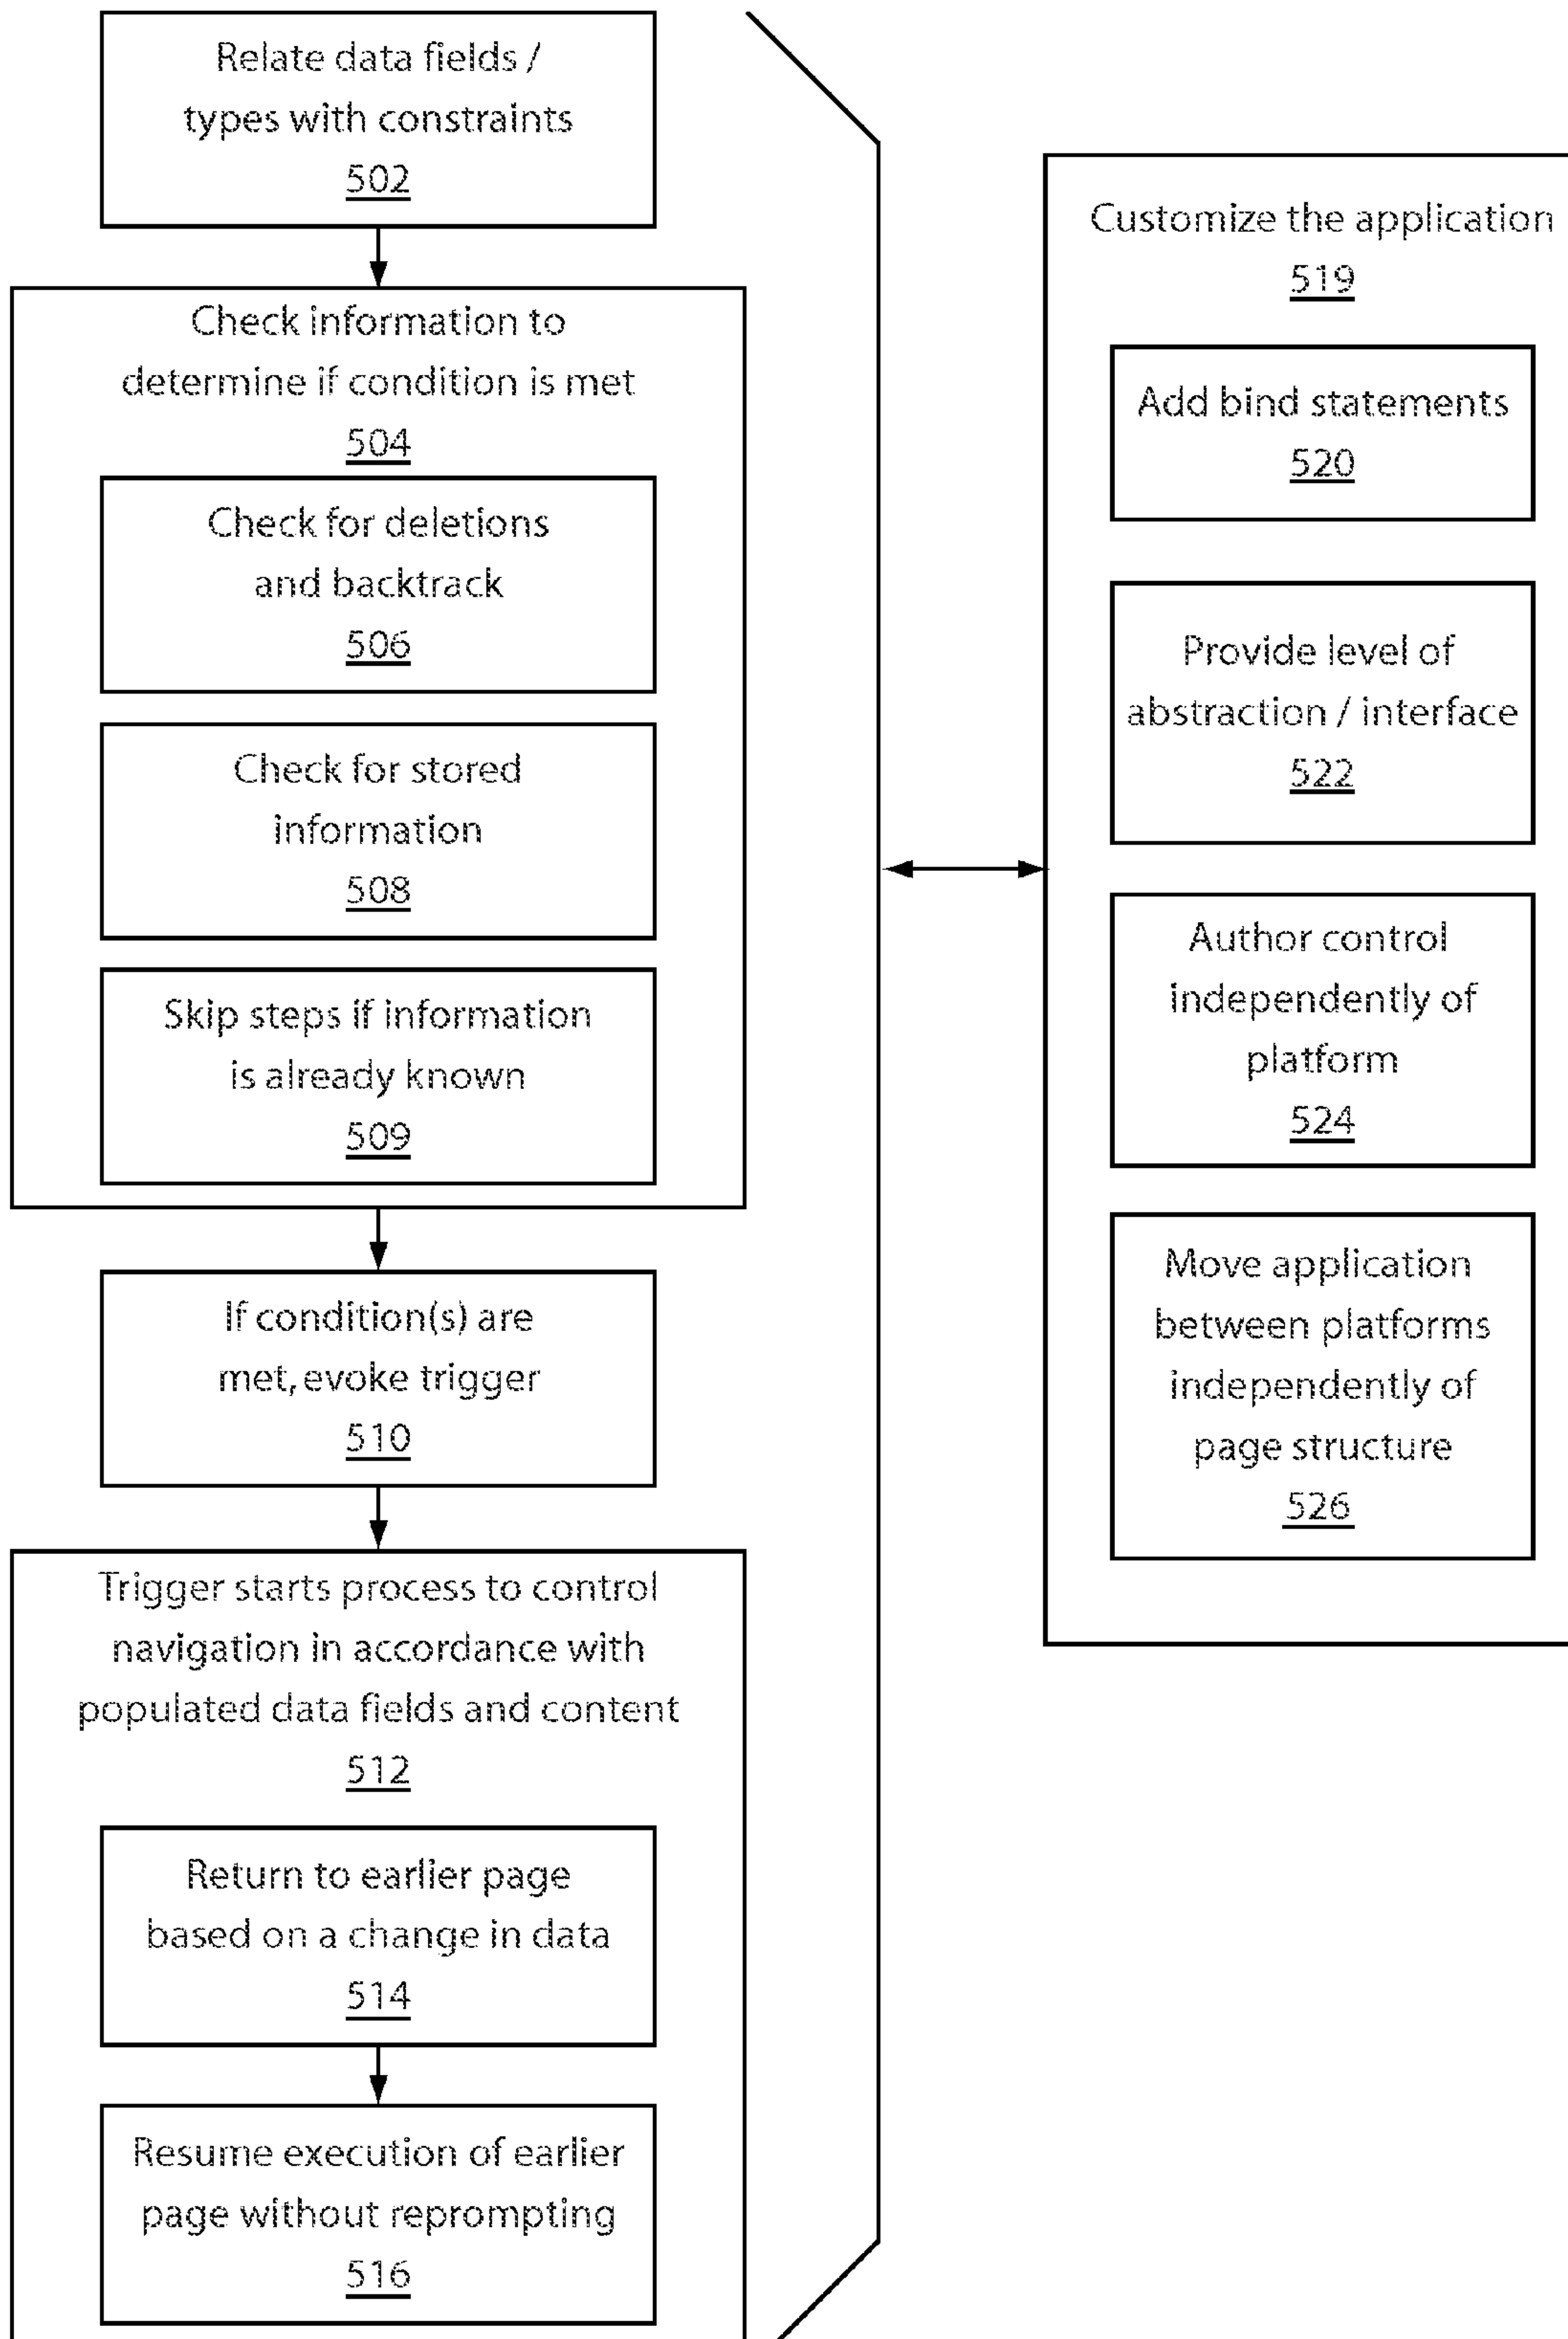 Relate data fields /
types with constraints
502
Check information to
determine if condition is met
504
Check for deletions
and backtrack
506
Check for stored
information
508
Skip steps if information
is already known
509
If condition(s) are
met, evoke trigger
510
Trigger starts process to control
navigation in accordance with
populated data fields and content
512
Return to earlier page
based on a change in data
514
Resume execution of earlier
page without reprompting
516
Customize the application
519
Add bind statements
520
Provide level of
abstraction / interface
522
Author control
independently of
platform
524
Move application
between platforms
independently of
page structure
526